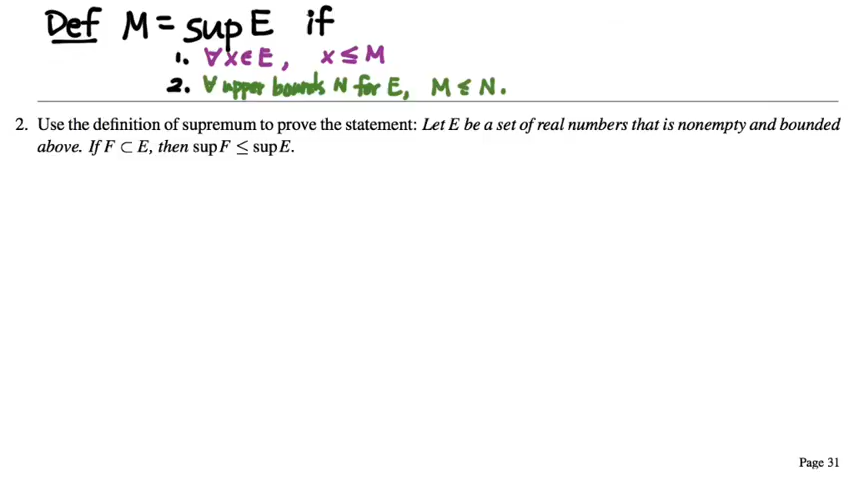 Def M = sup E if
1. ∀x∈E, x ≤ M
2. ∀ upper bounds N for E, M ≤ N.
2. Use the definition of supremum to prove the statement: Let E be a set of real numbers that is nonempty and bounded
above. If F ⊂ E, then sup F ≤ sup E.
Page 31